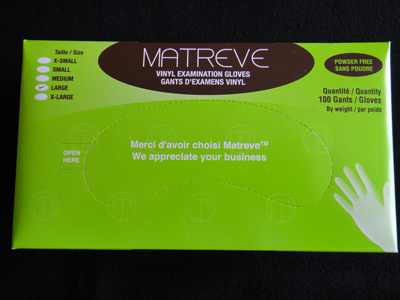 Taille / Size
X-SMALL
SMALL
MEDIUM
LARGE
X-LARGE
MATREVE
VINYL EXAMINATION GLOVES
GANTS D'EXAMENS VINYL
POWDER FREE
SANS POUDRE
Quantité / Quantity
100 Gants / Gloves
By weight / par poids
OPEN
HERE
Merci d'avoir choisi Matreve™
We appreciate your business